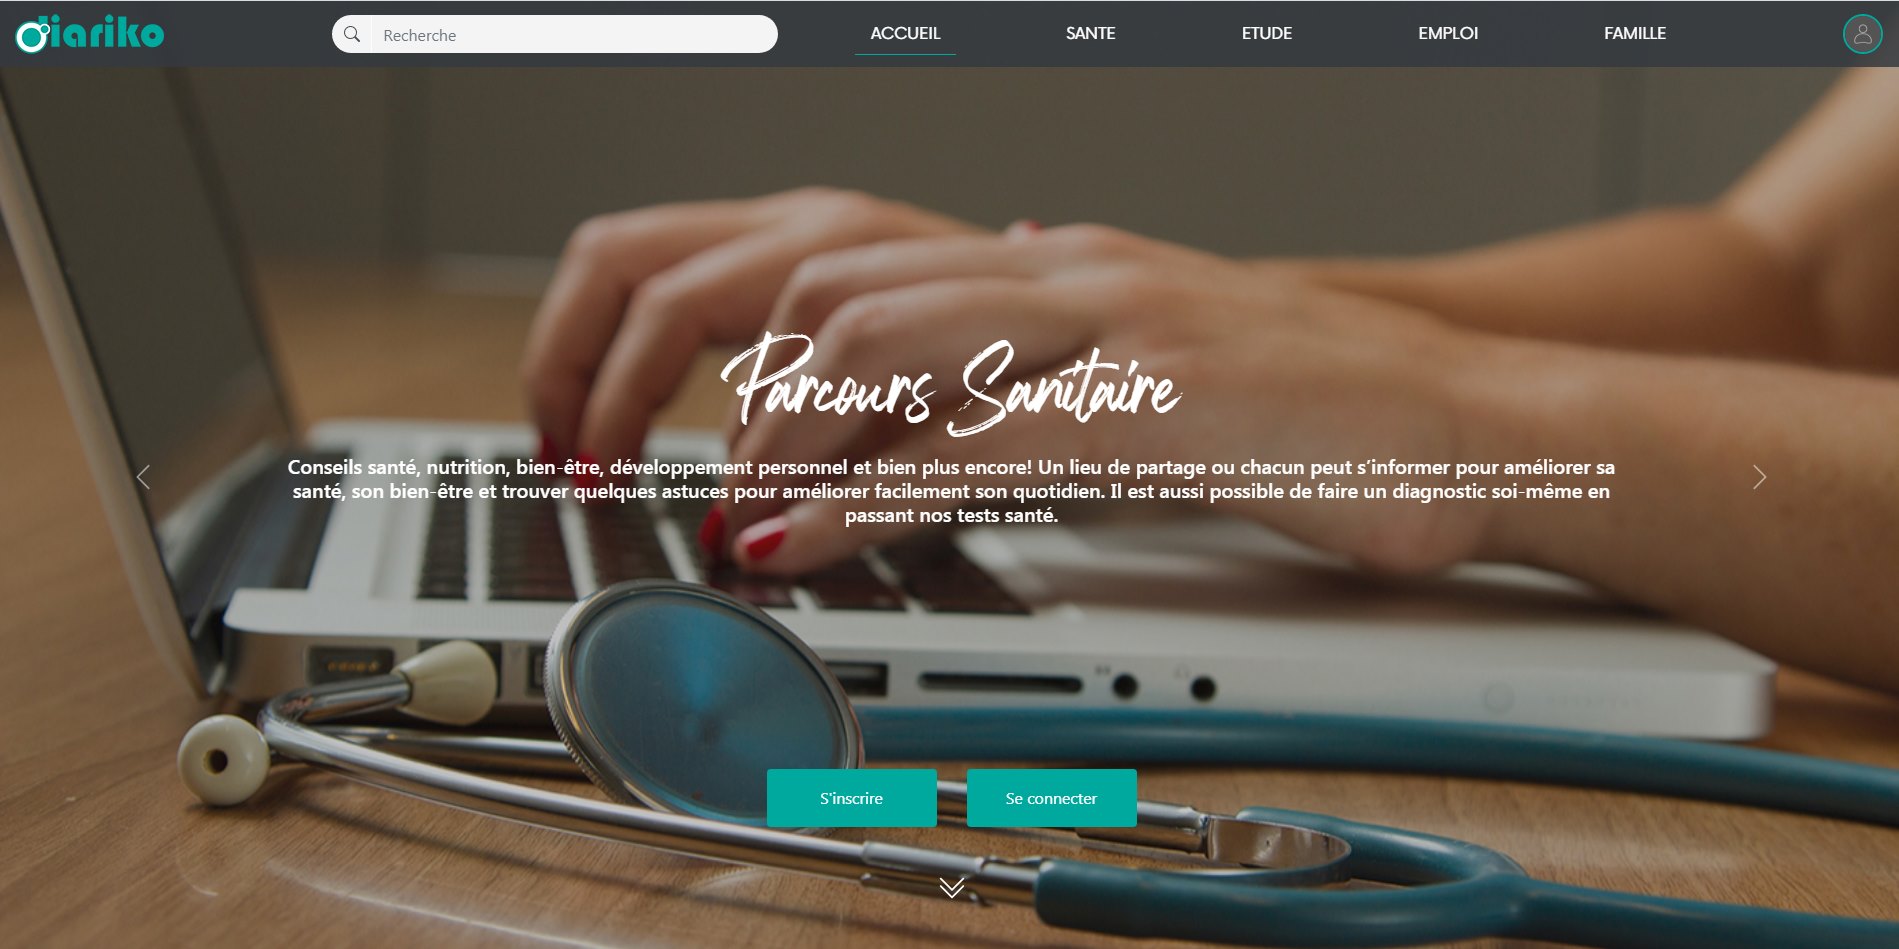 diariko
Recherche
ACCUEIL
SANTE
ETUDE
EMPLOI
FAMILLE
Parcours Sanitaire
Conseils santé, nutrition, bien-être, développement personnel et bien plus encore! Un lieu de partage ou chacun peut s’informer pour améliorer sa
santé, son bien-être et trouver quelques astuces pour améliorer facilement son quotidien. Il est aussi possible de faire un diagnostic soi-même en
passant nos tests santé.
S'inscrire
Se connecter